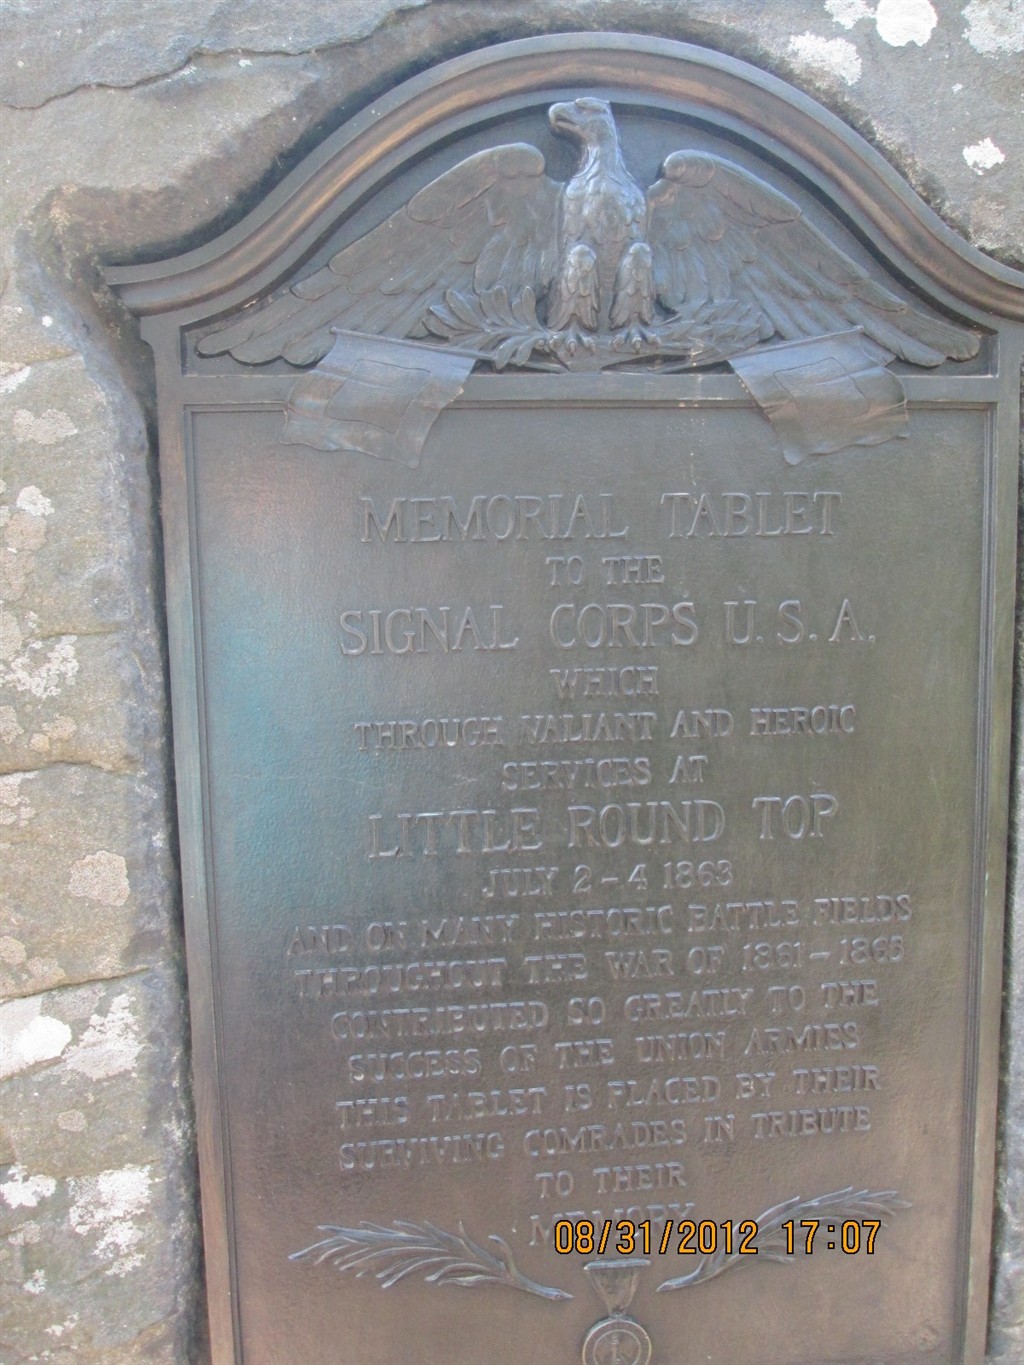 MEMORIAL TABLET
TO THE
SIGNAL CORPS U.S.A.
WHICH
THROUGH VALIANT AND HEROIC
SERVICES AT
LITTLE ROUND TOP
JULY 2-4 1863
AND ON MANY HISTORIC BATTLE FIELDS
THROUGHOUT THE WAR OF 1861-1865
CONTRIBUTED SO GREATLY TO THE
SUCCESS OF THE UNION ARMIES
THIS TABLET IS PLACED BY THEIR
SURVIVING COMRADES IN TRIBUTE
TO THEIR
MEMORY
08/31/2012 17:07